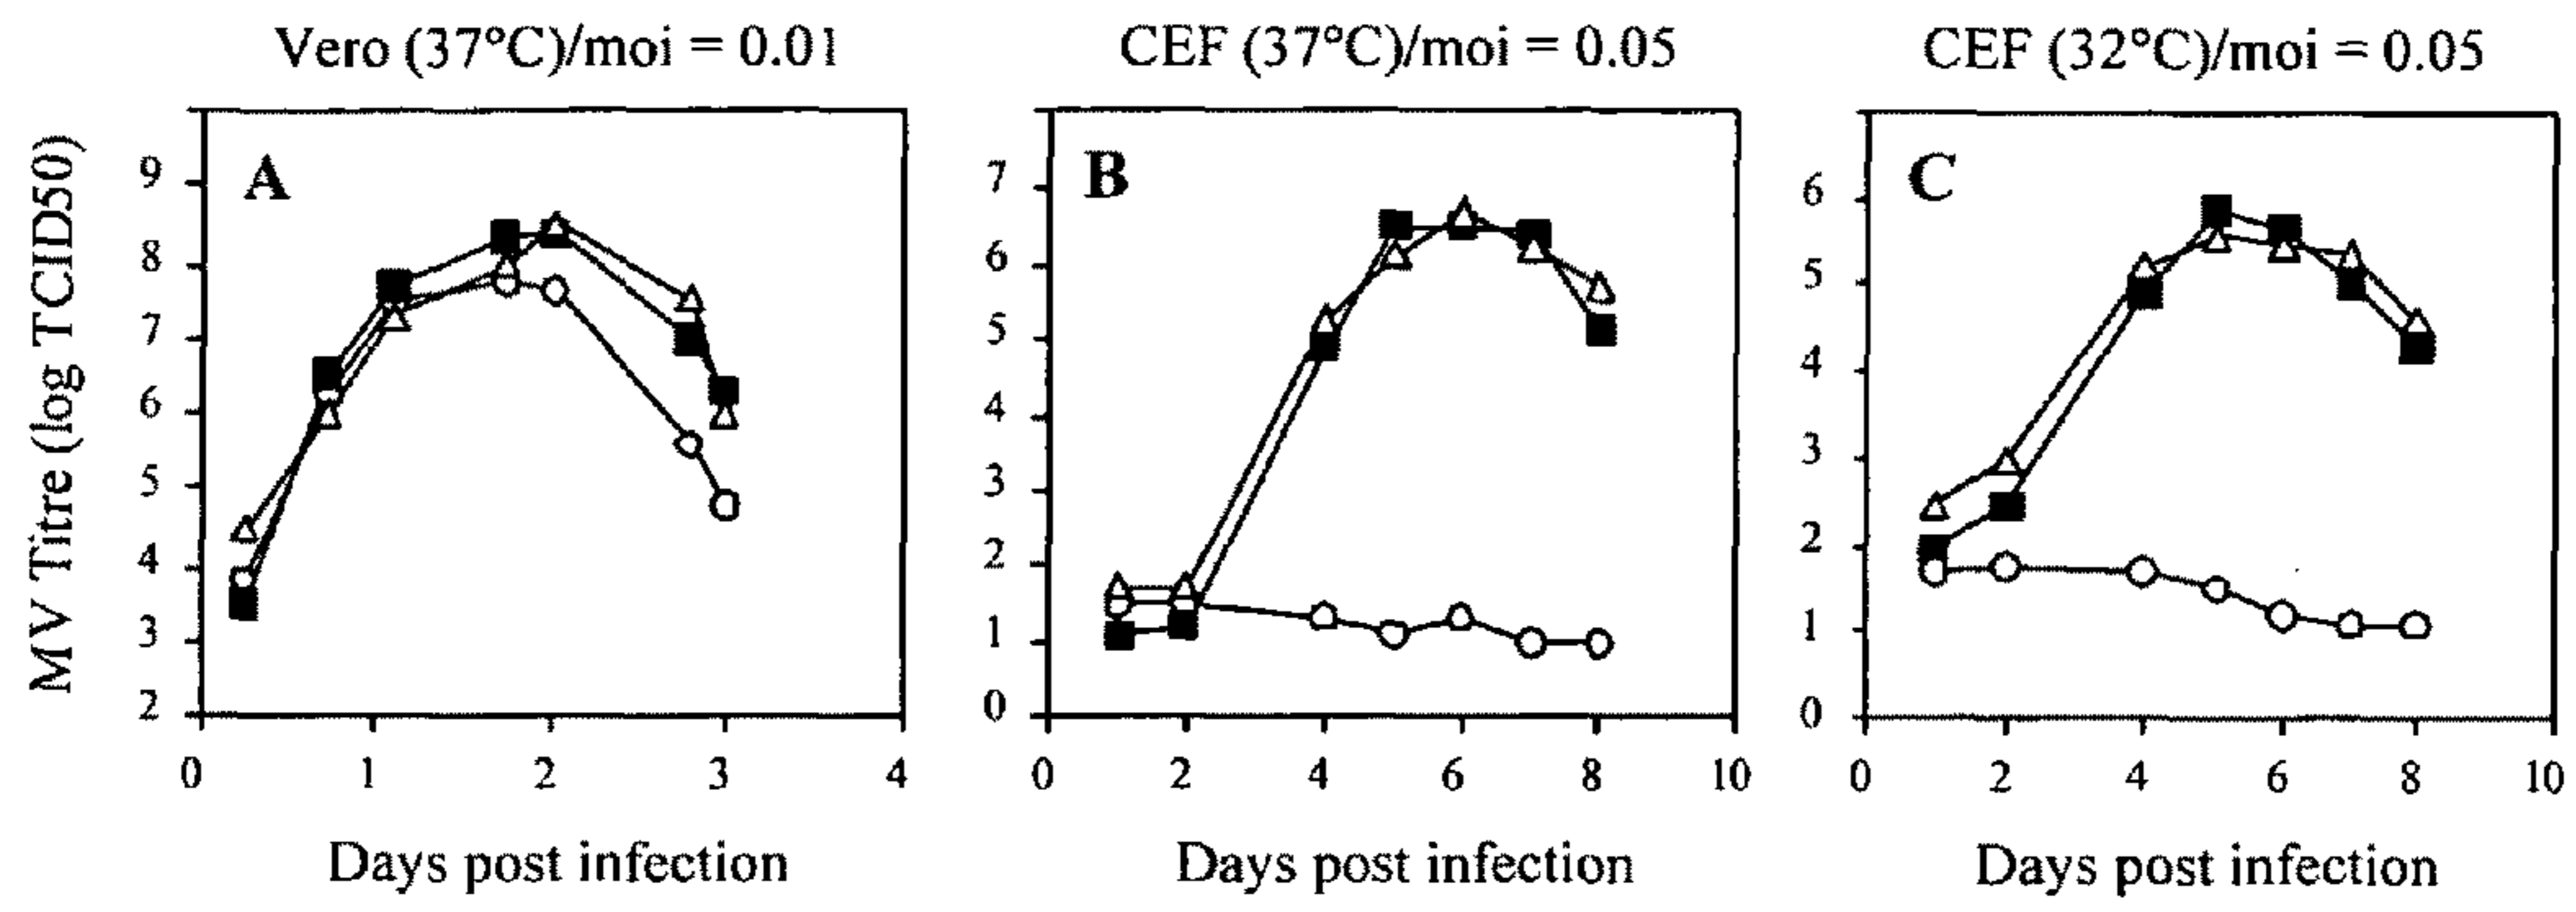 Vero (37°C)/moi = 0.01
CEF (37°C)/moi = 0.05
CEF (32°C)/moi = 0.05
MV Titre (log TCID50)
A
9
8
7
6
5
4
3
2
0 1 2 3 4
Days post infection
B
7
6
5
4
3
2
1
0
0 2 4 6 8 10
Days post infection
C
6
5
4
3
2
1
0
0 2 4 6 8 10
Days post infection